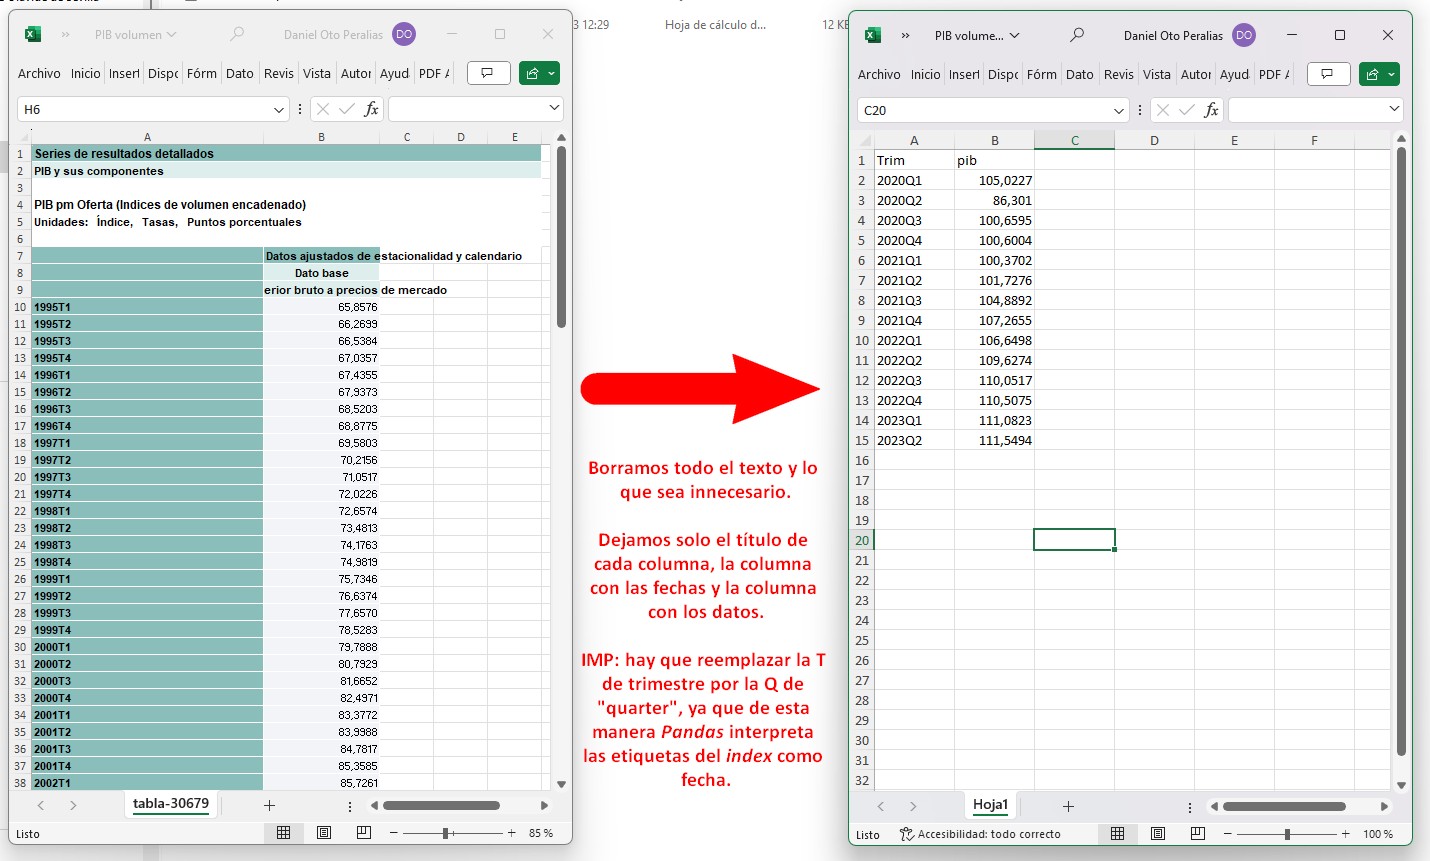 3 12:29
Hoja de cálculo d...
12 KB
PIB volumen
Daniel Oto Peralias
DO
Archivo Inicio Insert Dispo Fórm Dato Revis Vista Autor Ayud PDF
H6
fx
A B C D E
1 Series de resultados detallados
2 PIB y sus componentes
3
4 PIB pm Oferta (Indices de volumen encadenado)
5 Unidades: Índice, Tasas, Puntos porcentuales
6
7 Datos ajustados de estacionalidad y calendario
8 Dato base
9 erior bruto a precios de mercado
10 1995T1 65,8576
11 1995T2 66,2699
12 1995T3 66,5384
13 1995T4 67,0357
14 1996T1 67,4355
15 1996T2 67,9373
16 1996T3 68,5203
17 1996T4 68,8775
18 1997T1 69,5803
19 1997T2 70,2156
20 1997T3 71,0517
21 1997T4 72,0226
22 1998T1 72,6574
23 1998T2 73,4813
24 1998T3 74,1763
25 1998T4 74,9819
26 1999T1 75,7346
27 1999T2 76,6374
28 1999T3 77,6570
29 1999T4 78,5283
30 2000T1 79,7888
31 2000T2 80,7929
32 2000T3 81,6652
33 2000T4 82,4971
34 2001T1 83,3772
35 2001T2 83,9988
36 2001T3 84,7817
37 2001T4 85,3585
38 2002T1 85,7261
tabla-30679
Listo
85 %
Borramos todo el texto y lo
que sea innecesario.
Dejamos solo el título de
cada columna, la columna
con las fechas y la columna
con los datos.
IMP: hay que reemplazar la T
de trimestre por la Q de
"quarter", ya que de esta
manera Pandas interpreta
las etiquetas del index como
fecha.
PIB volume...
Daniel Oto Peralias
DO
Archivo Inicio Insert Dispo Fórm Dato Revis Vista Autor Ayud PDF
C20
fx
A B C D E F
1 Trim pib
2 2020Q1 105,0227
3 2020Q2 86,301
4 2020Q3 100,6595
5 2020Q4 100,6004
6 2021Q1 100,3702
7 2021Q2 101,7276
8 2021Q3 104,8892
9 2021Q4 107,2655
10 2022Q1 106,6498
11 2022Q2 109,6274
12 2022Q3 110,0517
13 2022Q4 110,5075
14 2023Q1 111,0823
15 2023Q2 111,5494
16
17
18
19
20
21
22
23
24
25
26
27
28
29
30
31
32
Hoja1
Listo
Accesibilidad: todo correcto
100 %